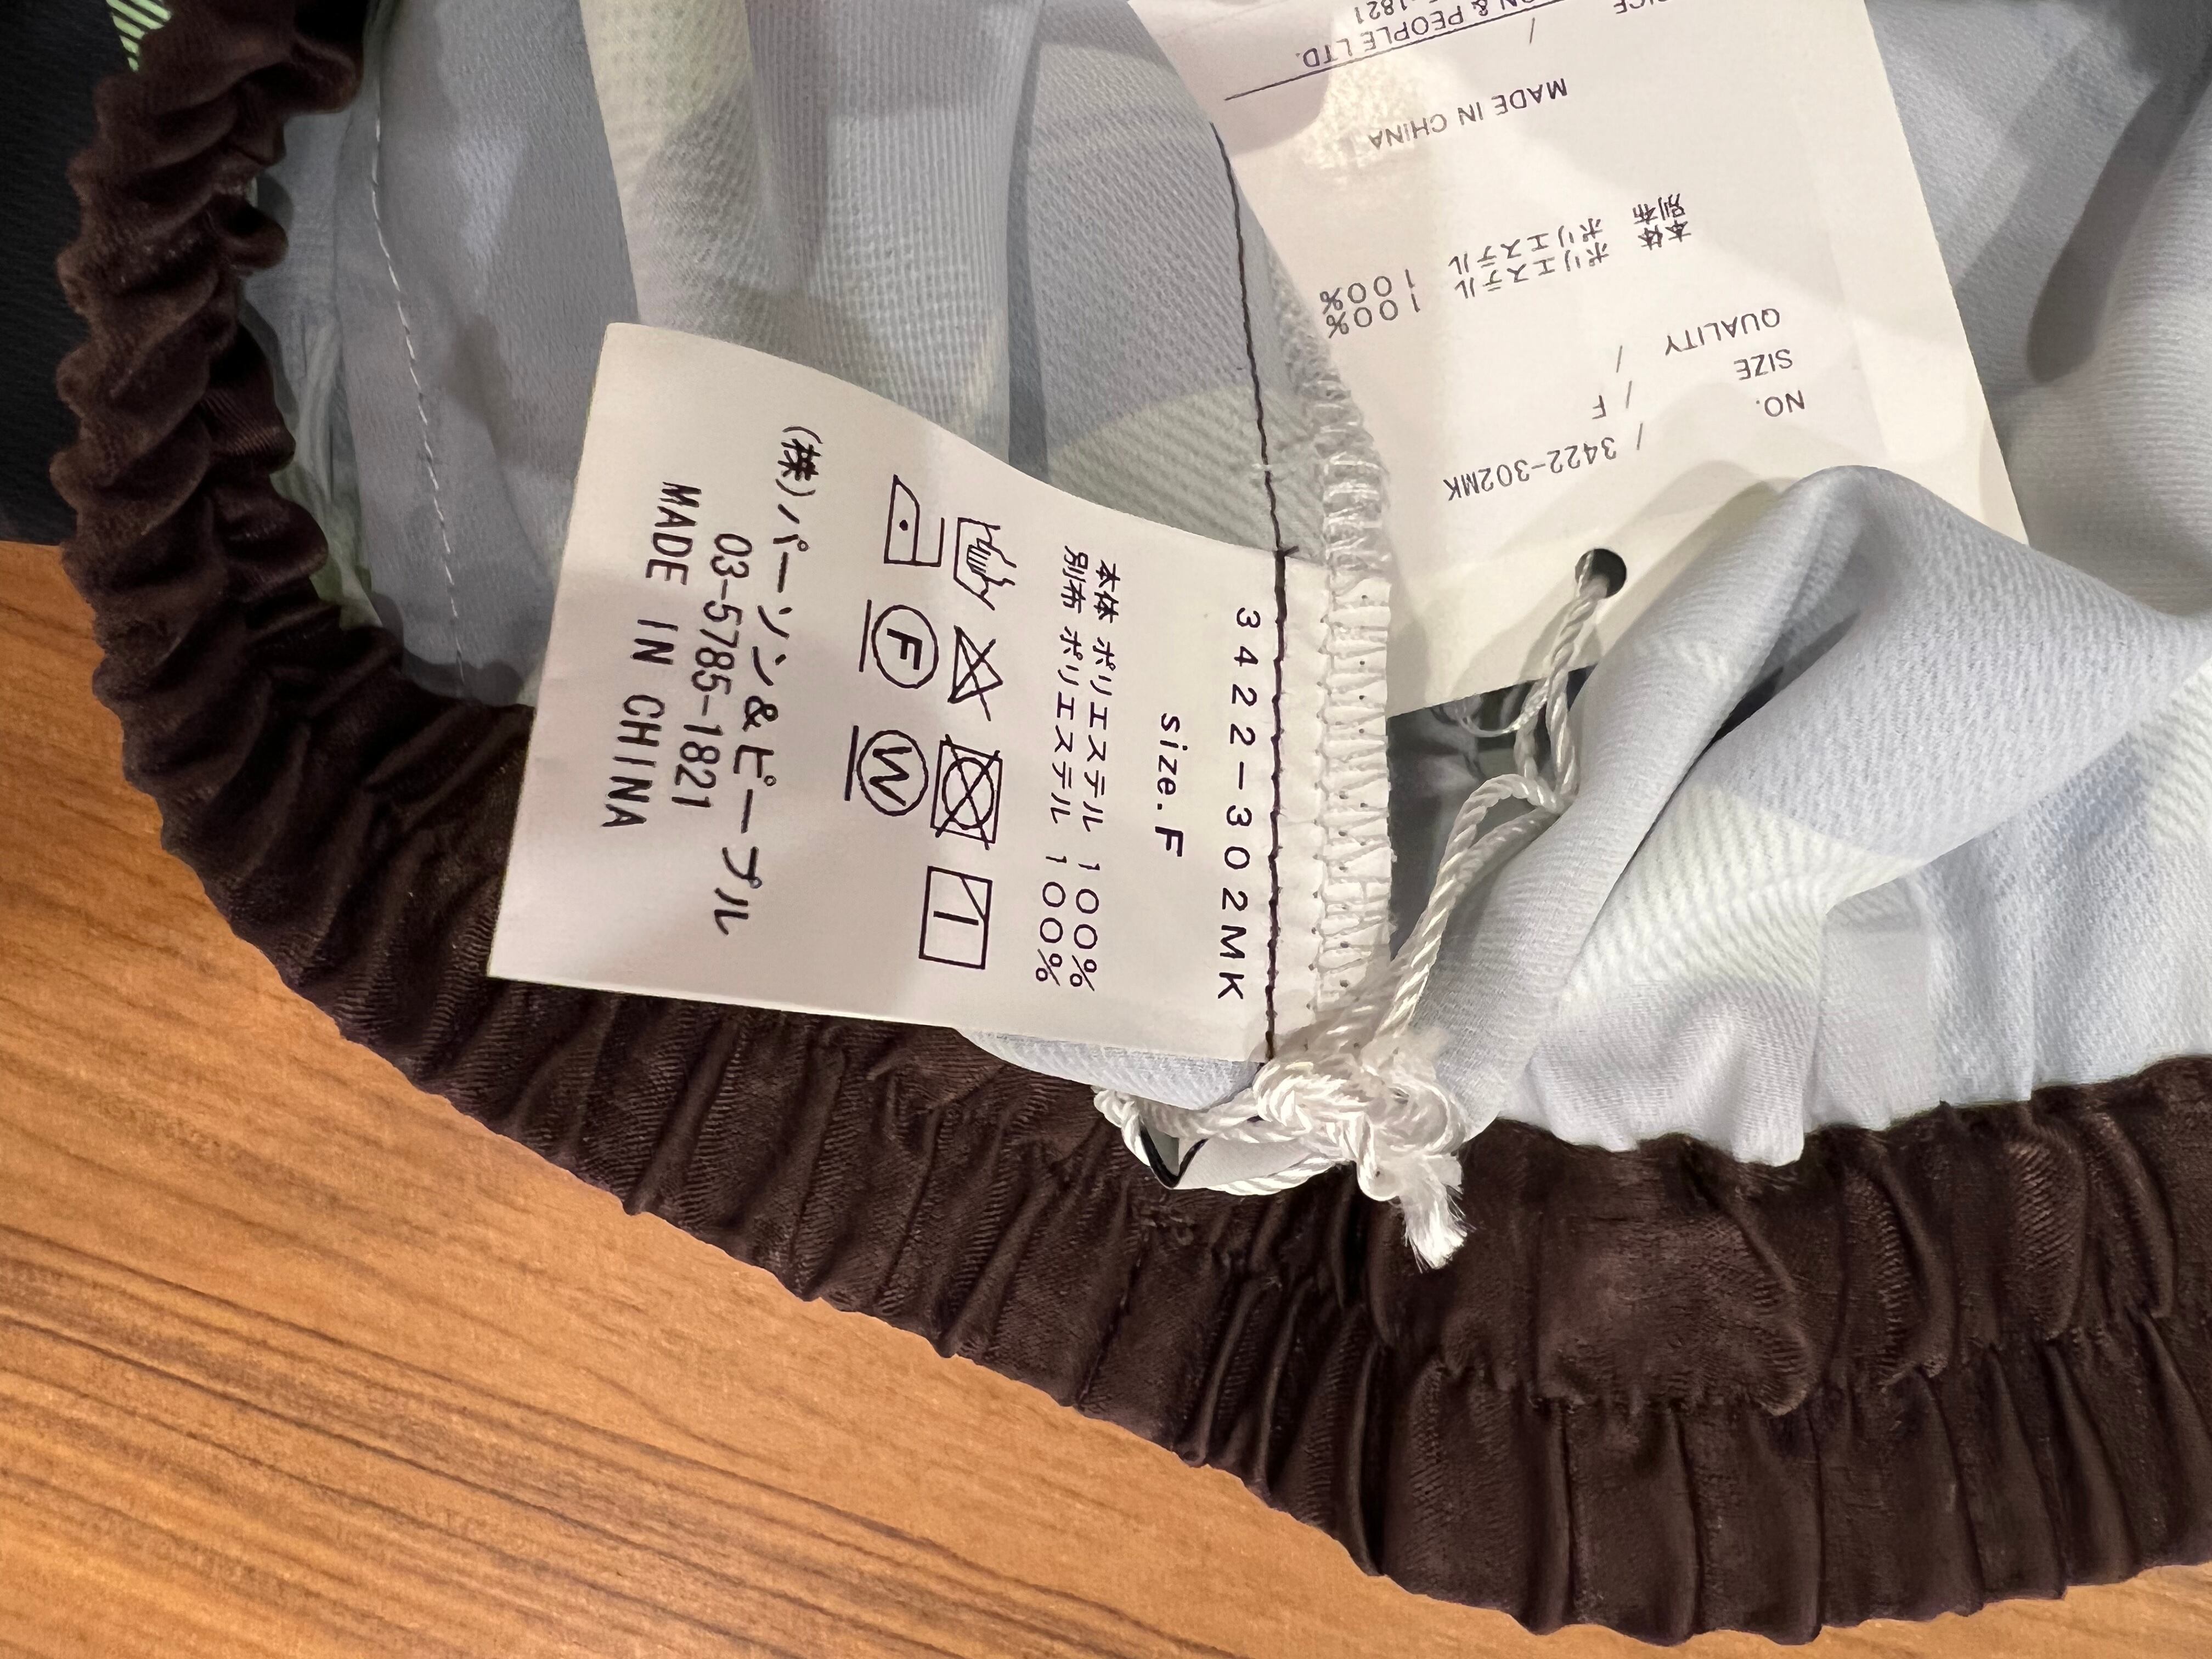 3422-302MK
size. F
本体 ポリエステル 100%
別布 ポリエステル 100%
F
W
(株)パーソン&ピープル
03-5785-1821
MADE IN CHINA
NO. / 3422-302MK
SIZE / F
QUALITY /
本体 ポリエステル 100%
別布 ポリエステル 100%
MADE IN CHINA
& PEOPLE LTD.
1821